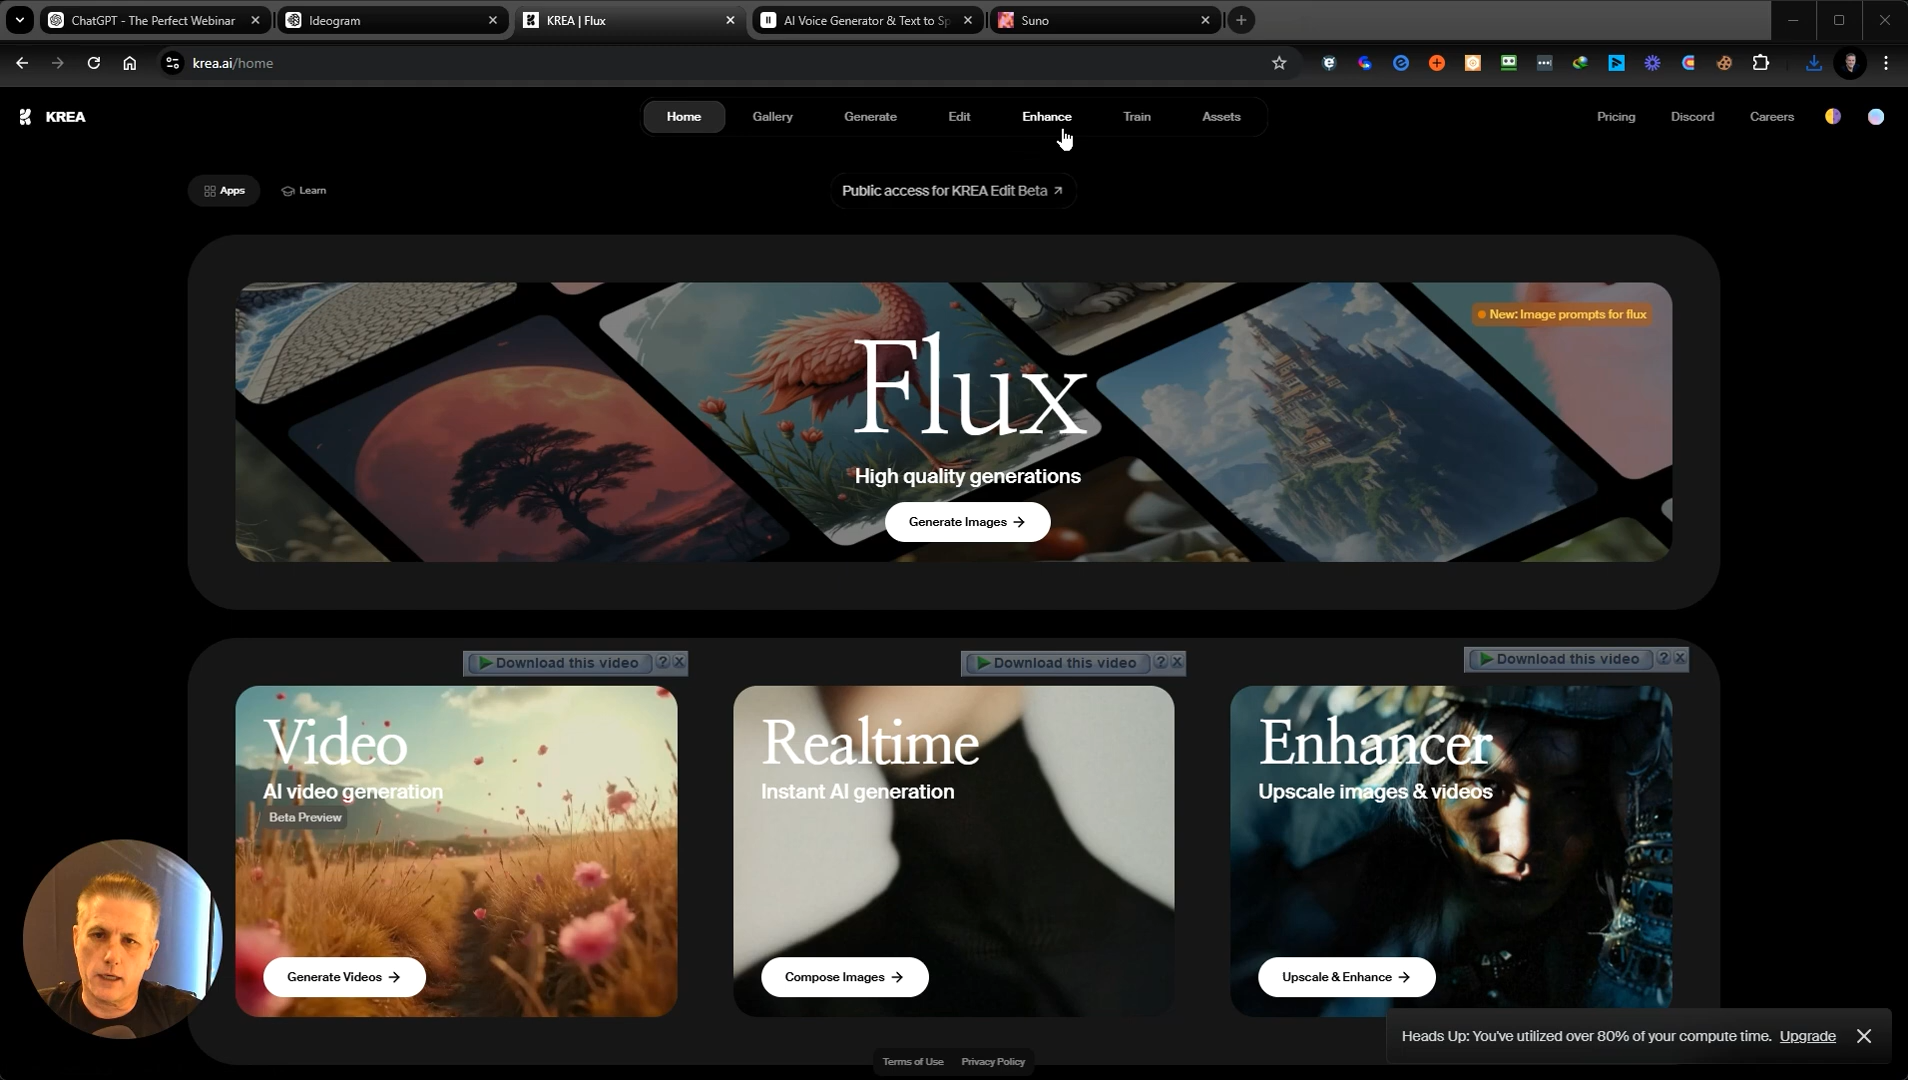 ChatGPT - The Perfect Webinar
Ideogram
KREA | Flux
AI Voice Generator & Text to Sp
Suno
krea.ai/home
KREA
Home
Gallery
Generate
Edit
Enhance
Train
Assets
Pricing
Discord
Careers
Apps
Learn
Public access for KREA Edit Beta
New: Image prompts for flux
Flux
High quality generations
Generate Images
Download this video ?
Download this video ?
Download this video ?
Video
AI video generation
Beta Preview
Generate Videos
Realtime
Instant AI generation
Compose Images
Enhancer
Upscale images & videos
Upscale & Enhance
Heads Up: You've utilized over 80% of your compute time. Upgrade
Terms of Use
Privacy Policy